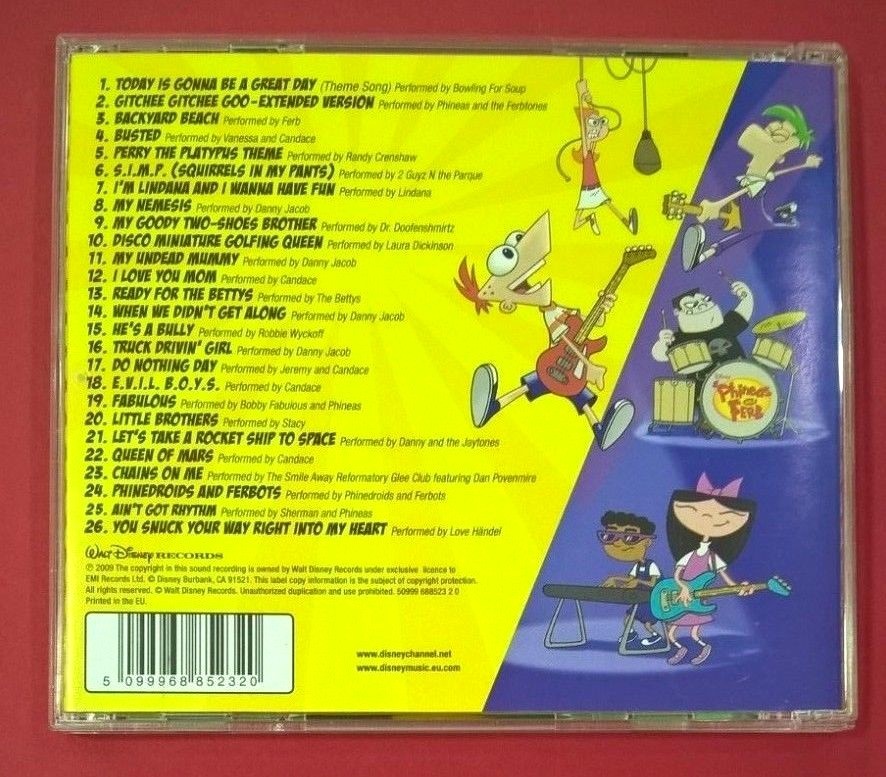 1. TODAY IS GONNA BE A GREAT DAY (Theme Song) Performed by Bowling For Soup
2. GITCHEE GITCHEE GOO-EXTENDED VERSION Performed by Phineas and the Ferbtones
3. BACKYARD BEACH Performed by Ferb
4. BUSTED Performed by Vanessa and Candace
5. PERRY THE PLATYPUS THEME Performed by Randy Crenshaw
6. S.I.M.P. (SQUIRRELS IN MY PANTS) Performed by 2 Guyz N the Parque
7. I'M LINDANA AND I WANNA HAVE FUN Performed by Lindana
8. MY NEMESIS Performed by Danny Jacob
9. MY GOODY TWO-SHOES BROTHER Performed by Dr. Doofenshmirtz
10. DISCO MINIATURE GOLFING QUEEN Performed by Laura Dickinson
11. MY UNDEAD MUMMY Performed by Danny Jacob
12. I LOVE YOU MOM Performed by Candace
13. READY FOR THE BETTYS Performed by The Bettys
14. WHEN WE DIDN'T GET ALONG Performed by Danny Jacob
15. HE'S A BULLY Performed by Robbie Wyckoff
16. TRUCK DRIVIN' GIRL Performed by Danny Jacob
17. DO NOTHING DAY Performed by Jeremy and Candace
18. E.V.I.L. B.O.Y.S. Performed by Candace
19. FABULOUS Performed by Bobby Fabulous and Phineas
20. LITTLE BROTHERS Performed by Stacy
21. LET'S TAKE A ROCKET SHIP TO SPACE Performed by Danny and the Jaytones
22. QUEEN OF MARS Performed by Candace
23. CHAINS ON ME Performed by The Smile Away Reformatory Glee Club featuring Dan Povenmire
24. PHINEDROIDS AND FERBOTS Performed by Phinedroids and Ferbots
25. AIN'T GOT RHYTHM Performed by Sherman and Phineas
26. YOU SNUCK YOUR WAY RIGHT INTO MY HEART Performed by Love Händel
Walt Disney RECORDS
℗ 2009 The copyright in this sound recording is owned by Walt Disney Records under exclusive licence to
EMI Records Ltd. © Disney Burbank, CA 91521. This label copy information is the subject of copyright protection.
All rights reserved. © Walt Disney Records. Unauthorized duplication and use prohibited. 50999 688523 2 0
Printed in the EU.
5 099968 852320
www.disneychannel.net
www.disneymusic.eu.com
Phineas
and
FERB